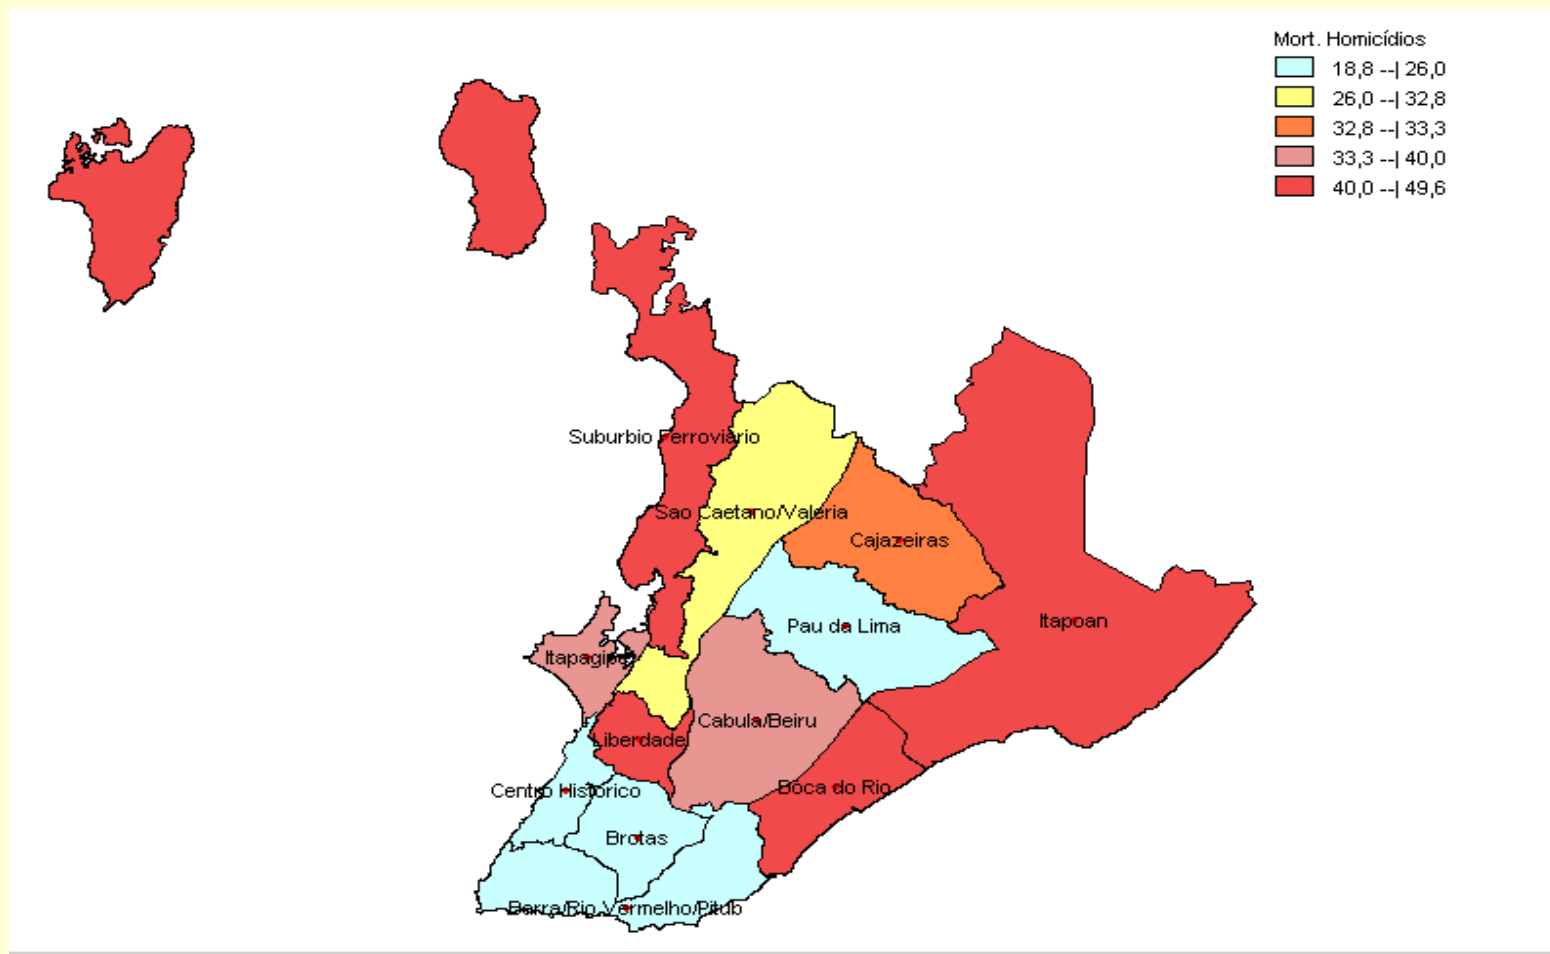 Mort. Homicídios
18,8 --| 26,0
26,0 --| 32,8
32,8 --| 33,3
33,3 --| 40,0
40,0 --| 49,6
Suburbio Ferroviario
Sao Caetano/Valeria
Cajazeiras
Itapoan
Pau da Lima
Itapagipe
Cabula/Beiru
Liberdade
Boca do Rio
Centro Historico
Brotas
Barra/Rio Vermelho/Pitub